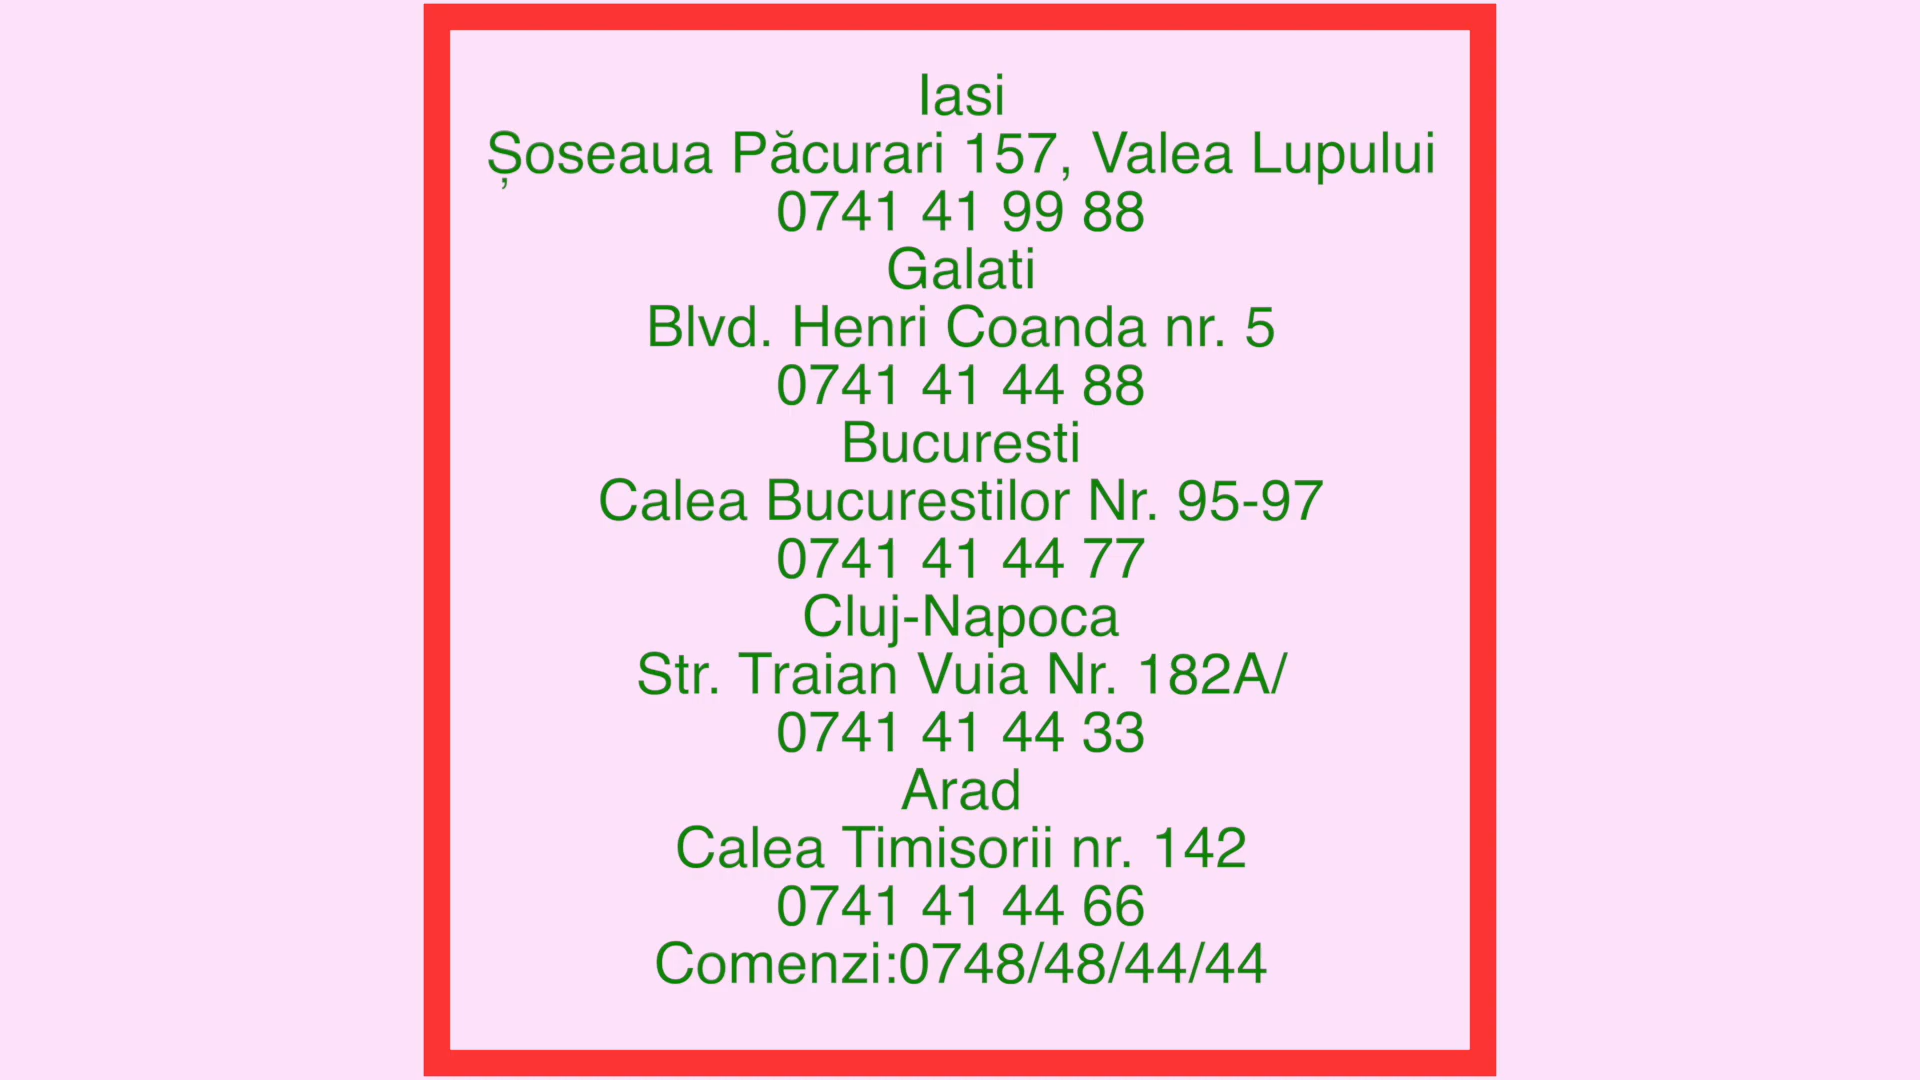 Iasi
Șoseaua Păcurari 157, Valea Lupului
0741 41 99 88
Galati
Blvd. Henri Coanda nr. 5
0741 41 44 88
Bucuresti
Calea Bucurestilor Nr. 95-97
0741 41 44 77
Cluj-Napoca
Str. Traian Vuia Nr. 182A/
0741 41 44 33
Arad
Calea Timisorii nr. 142
0741 41 44 66
Comenzi:0748/48/44/44